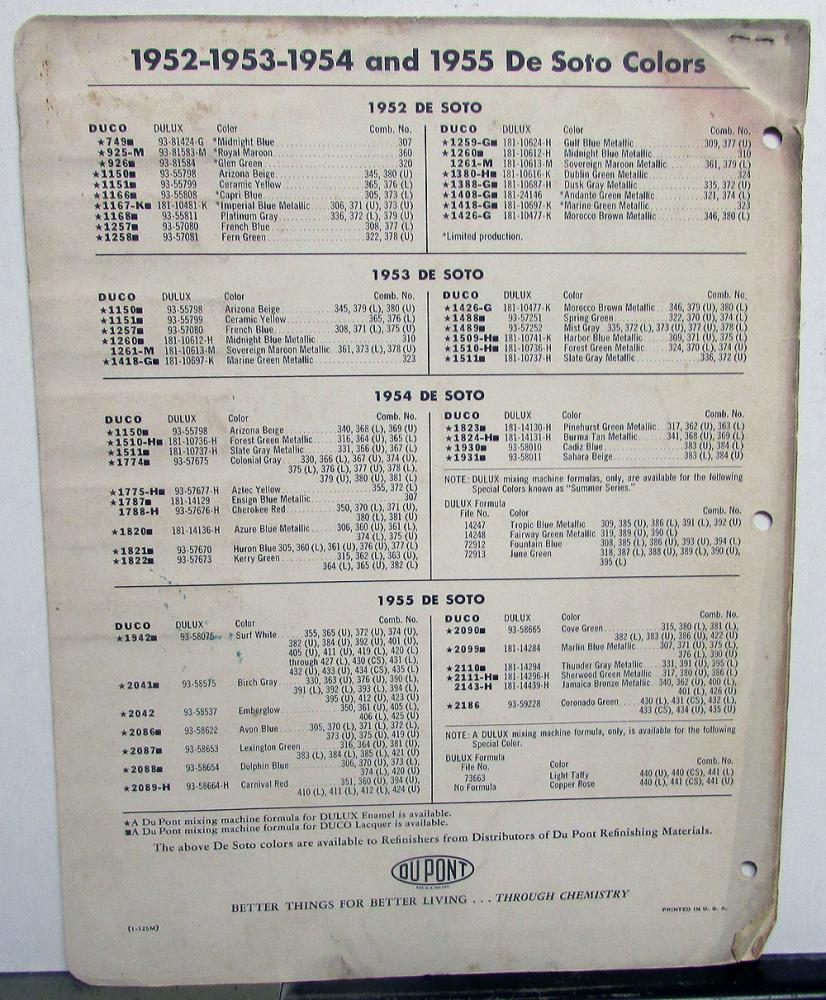 1952-1953-1954 and 1955 De Soto Colors
1952 DE SOTO
DUCO DULUX Color Comb. No.
★749■ 93-81424-G *Midnight Blue 307
★925-M 93-81583-M *Royal Maroon 360
★926■ 93-81584 *Glen Green 320
★1150■ 93-55798 Arizona Beige 345, 380 (U)
★1151■ 93-55799 Ceramic Yellow 365, 376 (L)
★1166■ 93-55808 *Capri Blue 305, 373 (L)
★1167-K■ 181-10481-K *Imperial Blue Metallic 306, 371 (U), 373 (U)
★1168■ 93-55811 Platinum Gray 336, 372 (L), 379 (U)
★1257■ 93-57080 French Blue 308, 377 (L)
★1258■ 93-57081 Fern Green 322, 378 (U)
DUCO DULUX Color Comb. No.
★1259-G■ 181-10624-H Gulf Blue Metallic 309, 377 (U)
★1260■ 181-10612-H Midnight Blue Metallic 310
1261-M 181-10613-M Sovereign Maroon Metallic 361, 379 (L)
★1380-H■ 181-10616-K Dublin Green Metallic 324
★1388-G■ 181-10687-H Dusk Gray Metallic 335, 372 (U)
★1408-G■ 181-24146 *Andante Green Metallic 321, 374 (L)
★1418-G■ 181-10697-K *Marine Green Metallic 323
★1426-G 181-10477-K Morocco Brown Metallic 346, 380 (L)
*Limited production.
1953 DE SOTO
DUCO DULUX Color Comb. No.
★1150■ 93-55798 Arizona Beige 345, 379 (L), 380 (U)
★1151■ 93-55799 Ceramic Yellow 365, 376 (L)
★1257■ 93-57080 French Blue 308, 371 (L), 375 (U)
★1260■ 181-10612-H Midnight Blue Metallic 310
1261-M 181-10613-M Sovereign Maroon Metallic 361, 373 (L), 378 (U)
★1418-G■ 181-10697-K Marine Green Metallic 323
DUCO DULUX Color Comb. No.
★1426-G 181-10477-K Morocco Brown Metallic 346, 379 (U), 380 (L)
★1488■ 93-57251 Spring Green 322, 370 (U), 374 (L)
★1489■ 93-57252 Mist Gray 335, 372 (L), 373 (U), 377 (U), 378 (L)
★1509-H■ 181-10741-K Harbor Blue Metallic 309, 371 (U), 375 (L)
★1510-H■ 181-10736-H Forest Green Metallic 324, 370 (L), 374 (U)
★1511■ 181-10737-H Slate Gray Metallic 336, 372 (U)
1954 DE SOTO
DUCO DULUX Color Comb. No.
★1150■ 93-55798 Arizona Beige 340, 368 (L), 369 (U)
★1510-H■ 181-10736-H Forest Green Metallic 316, 364 (U), 365 (L)
★1511■ 181-10737-H Slate Gray Metallic 331, 366 (U), 367 (L)
★1774■ 93-57675 Colonial Gray 330, 366 (L), 367 (U), 374 (U),
375 (L), 376 (L), 377 (U), 378 (L),
379 (U), 380 (U), 381 (L)
★1775-H■ 93-57677-H Aztec Yellow 355, 372 (L)
★1787■ 181-14129 Ensign Blue Metallic 307
1788-H 93-57676-H Cherokee Red 350, 370 (L), 371 (U),
380 (L), 381 (U)
★1820■ 181-14136-H Azure Blue Metallic 306, 360 (U), 361 (L),
374 (L), 375 (U)
★1821■ 93-57670 Huron Blue 305, 360 (L), 361 (U), 376 (U), 377 (L)
★1822■ 93-57673 Kerry Green 315, 362 (L), 363 (U),
364 (L), 365 (U), 382 (L)
DUCO DULUX Color Comb. No.
★1823■ 181-14130-H Pinehurst Green Metallic 317, 362 (U), 363 (L)
★1824-H■ 181-14131-H Burma Tan Metallic 341, 368 (U), 369 (L)
★1930■ 93-58010 Cadiz Blue 383 (U), 384 (L)
★1931■ 93-58011 Sahara Beige 383 (L), 384 (U)
NOTE: DULUX mixing machine formulas, only, are available for the following
Special Colors known as "Summer Series."
DULUX Formula
File No. Color Comb. No.
14247 Tropic Blue Metallic 309, 385 (U), 386 (L), 391 (L), 392 (U)
14248 Fairway Green Metallic 319, 389 (U), 390 (L)
72912 Fountain Blue 308, 385 (L), 386 (U), 393 (U), 394 (L)
72913 June Green 318, 387 (L), 388 (U), 389 (L), 390 (U),
395 (L)
1955 DE SOTO
DUCO DULUX Color Comb. No.
★1942■ 93-58075 Surf White 355, 365 (U), 372 (U), 374 (U),
382 (U), 384 (U), 392 (U), 401 (U),
405 (U), 411 (U), 419 (L), 420 (L)
through 427 (L), 430 (CS), 431 (L),
432 (U), 433 (U), 434 (CS), 435 (L)
★2041■ 93-58575 Birch Gray 330, 363 (U), 376 (U), 390 (L),
391 (L), 392 (L), 393 (L), 394 (L),
395 (U), 412 (U), 423 (U)
★2042 93-58537 Emberglow 350, 361 (U), 405 (L),
406 (L), 425 (U)
★2086■ 93-58622 Avon Blue 305, 370 (L), 371 (L), 372 (L),
373 (U), 375 (U), 419 (U)
★2087■ 93-58653 Lexington Green 316, 364 (U), 381 (U),
383 (L), 384 (L), 385 (L), 421 (U)
★2088■ 93-58654 Dolphin Blue 306, 370 (U), 373 (L),
374 (L), 420 (U)
★2089-H 93-58664-H Carnival Red 351, 360 (U), 394 (U),
410 (L), 411 (L), 412 (L), 424 (U)
DUCO DULUX Color Comb. No.
★2090■ 93-58665 Cove Green 315, 380 (L), 381 (L),
382 (L), 383 (U), 386 (U), 422 (U)
★2099■ 181-14284 Marlin Blue Metallic 307, 371 (U), 375 (L),
376 (L), 390 (U)
★2110■ 181-14294 Thunder Gray Metallic 331, 391 (U), 395 (L)
★2111-H■ 181-14296-H Sherwood Green Metallic 317, 380 (U), 386 (L)
2143-H 181-14439-H Jamaica Bronze Metallic 340, 362 (U), 400 (L),
401 (L), 426 (U)
★2186 93-59228 Coronado Green 430 (L), 431 (CS), 432 (L),
433 (CS), 434 (U), 435 (U)
NOTE: A DULUX mixing machine formula, only, is available for the following
Special Color.
DULUX Formula
File No. Color Comb. No.
73663 Light Taffy 440 (U), 440 (CS), 441 (L)
No Formula Copper Rose 440 (L), 441 (CS), 441 (U)
★A Du Pont mixing machine formula for DULUX Enamel is available.
■A Du Pont mixing machine formula for DUCO Lacquer is available.
The above De Soto colors are available to Refinishers from Distributors of Du Pont Refinishing Materials.
DU PONT
BETTER THINGS FOR BETTER LIVING . . . THROUGH CHEMISTRY
PRINTED IN U. S. A.
(1-125M)